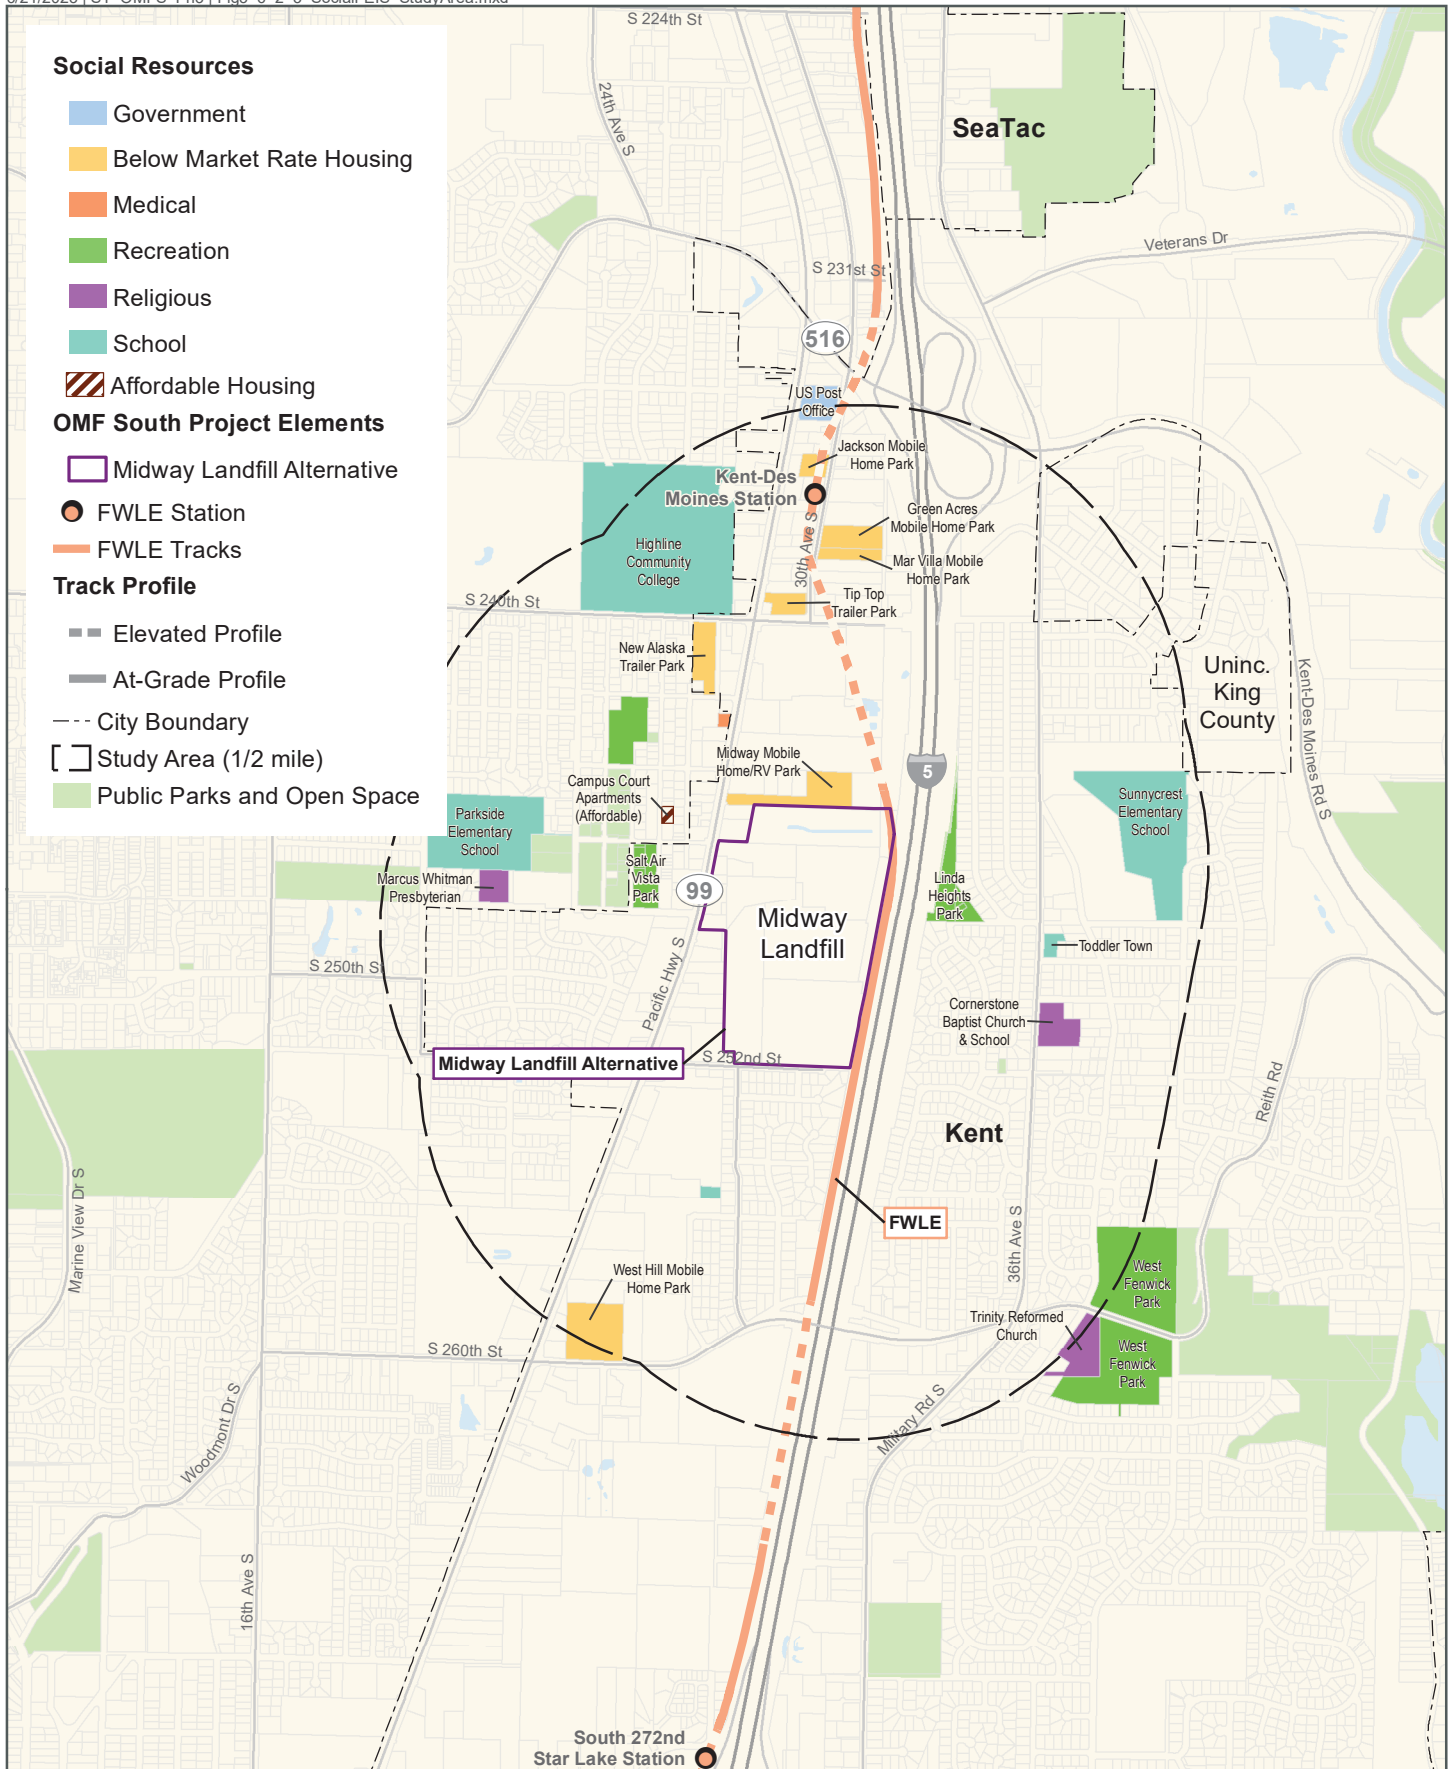 Social Resources
Government
Below Market Rate Housing
Medical
Recreation
Religious
School
Affordable Housing
OMF South Project Elements
Midway Landfill Alternative
FWLE Station
FWLE Tracks
Track Profile
Elevated Profile
At-Grade Profile
City Boundary
Study Area (1/2 mile)
Public Parks and Open Space
S 224th St
24th Ave S
SeaTac
Veterans Dr
S 231st St
516
US Post
Office
Jackson Mobile
Home Park
Kent-Des
Moines Station
Green Acres
Mobile Home Park
30th Ave S
Highline
Community
College
Mar Villa Mobile
Home Park
Tip Top
Trailer Park
S 240th St
New Alaska
Trailer Park
Uninc.
King
County
Kent-Des Moines Rd S
Midway Mobile
Home/RV Park
5
Campus Court
Apartments
(Affordable)
Sunnycrest
Elementary
School
Parkside
Elementary
School
Salt Air
Vista
Park
Marcus Whitman
Presbyterian
99
Linda
Heights
Park
Midway
Landfill
Toddler Town
S 250th St
Pacific Hwy S
Cornerstone
Baptist Church
& School
Midway Landfill Alternative
S 252nd St
Reith Rd
Kent
Marine View Dr S
FWLE
36th Ave S
West Hill Mobile
Home Park
West
Fenwick
Park
Trinity Reformed
Church
West
Fenwick
Park
S 260th St
Woodmont Dr S
Military Rd S
16th Ave S
South 272nd
Star Lake Station